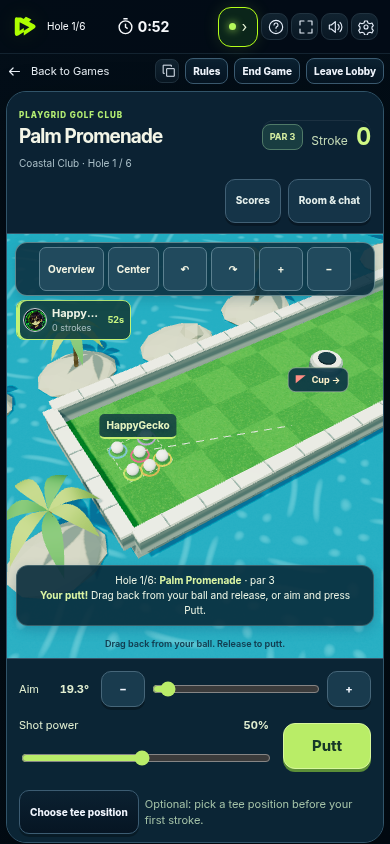 Hole 1/6
0:52
Back to Games
Rules
End Game
Leave Lobby
PLAYGRID GOLF CLUB
Palm Promenade
PAR 3
Stroke 0
Coastal Club · Hole 1 / 6
Scores
Room & chat
Overview
Center
↶
↷
+
−
Happy...
0 strokes
52s
Cup →
HappyGecko
Hole 1/6: Palm Promenade · par 3
Your putt! Drag back from your ball and release, or aim and press
Putt.
Drag back from your ball. Release to putt.
Aim
19.3°
−
+
Shot power
50%
Putt
Choose tee position
Optional: pick a tee position before your
first stroke.